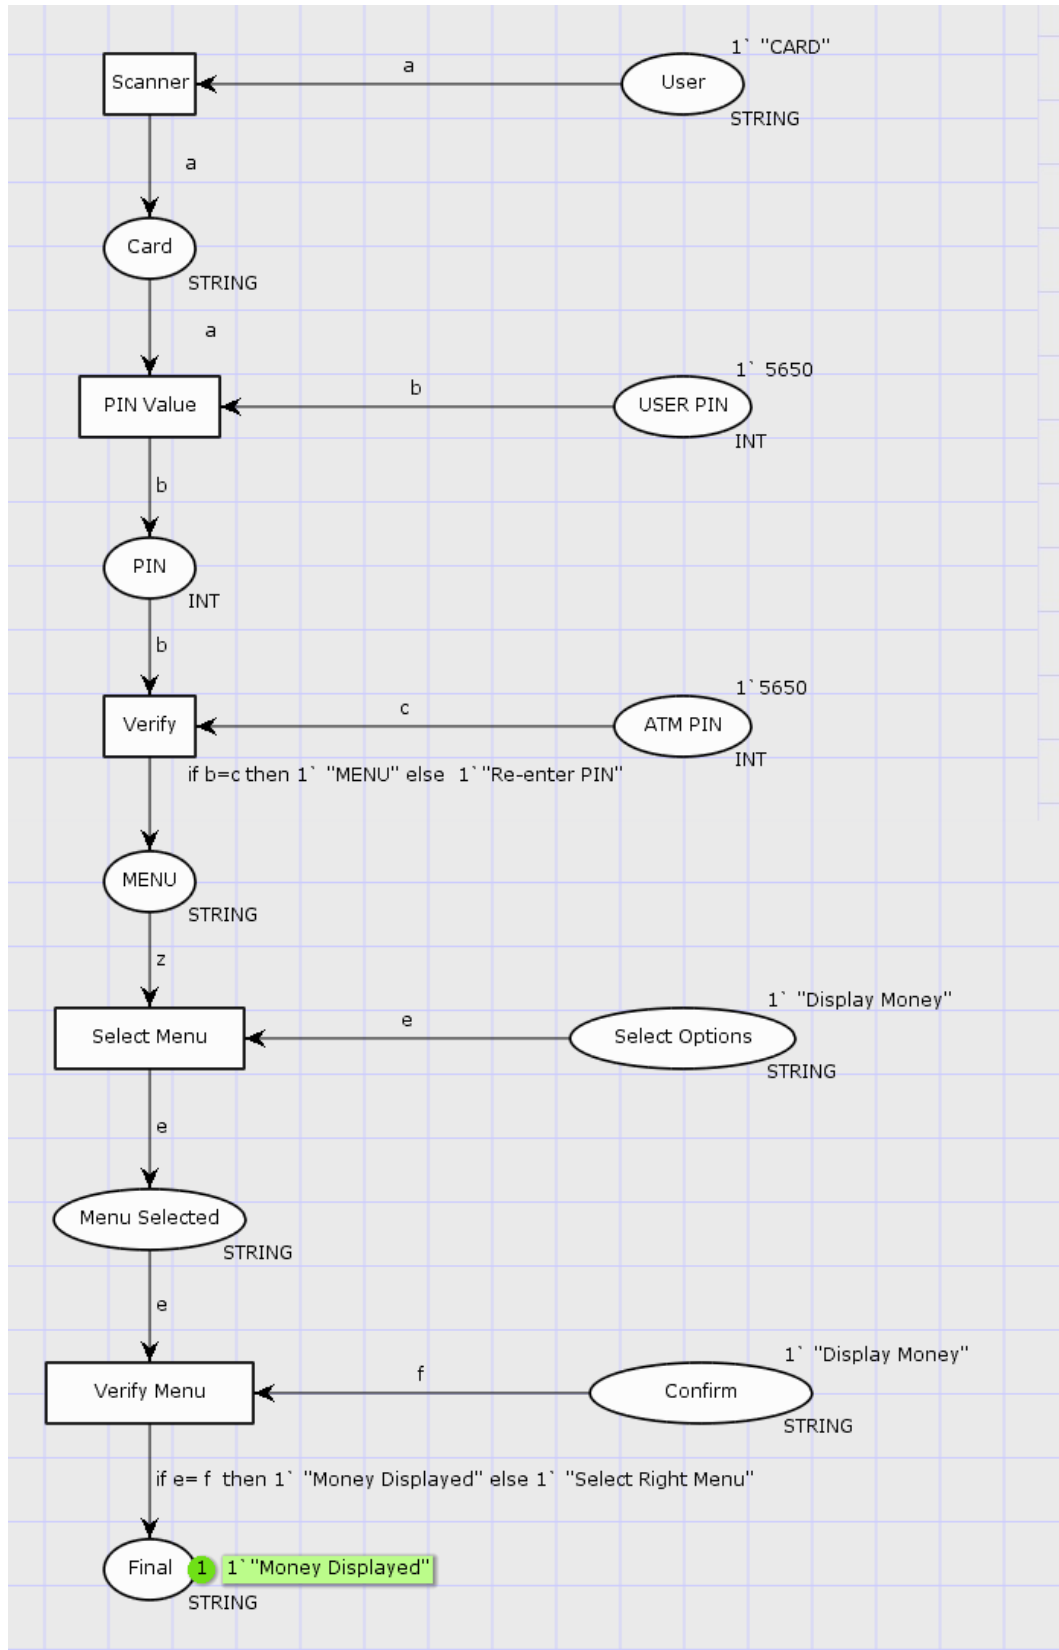 1` "CARD"
Scanner
a
User
STRING
a
Card
STRING
a
1` 5650
PIN Value
b
USER PIN
INT
b
PIN
INT
b
1`5650
Verify
c
ATM PIN
INT
if b=c then 1` "MENU" else 1`"Re-enter PIN"
MENU
STRING
z
1` "Display Money"
Select Menu
e
Select Options
STRING
e
Menu Selected
STRING
e
1` "Display Money"
Verify Menu
f
Confirm
STRING
if e= f then 1` "Money Displayed" else 1` "Select Right Menu"
Final
1
1`"Money Displayed"
STRING